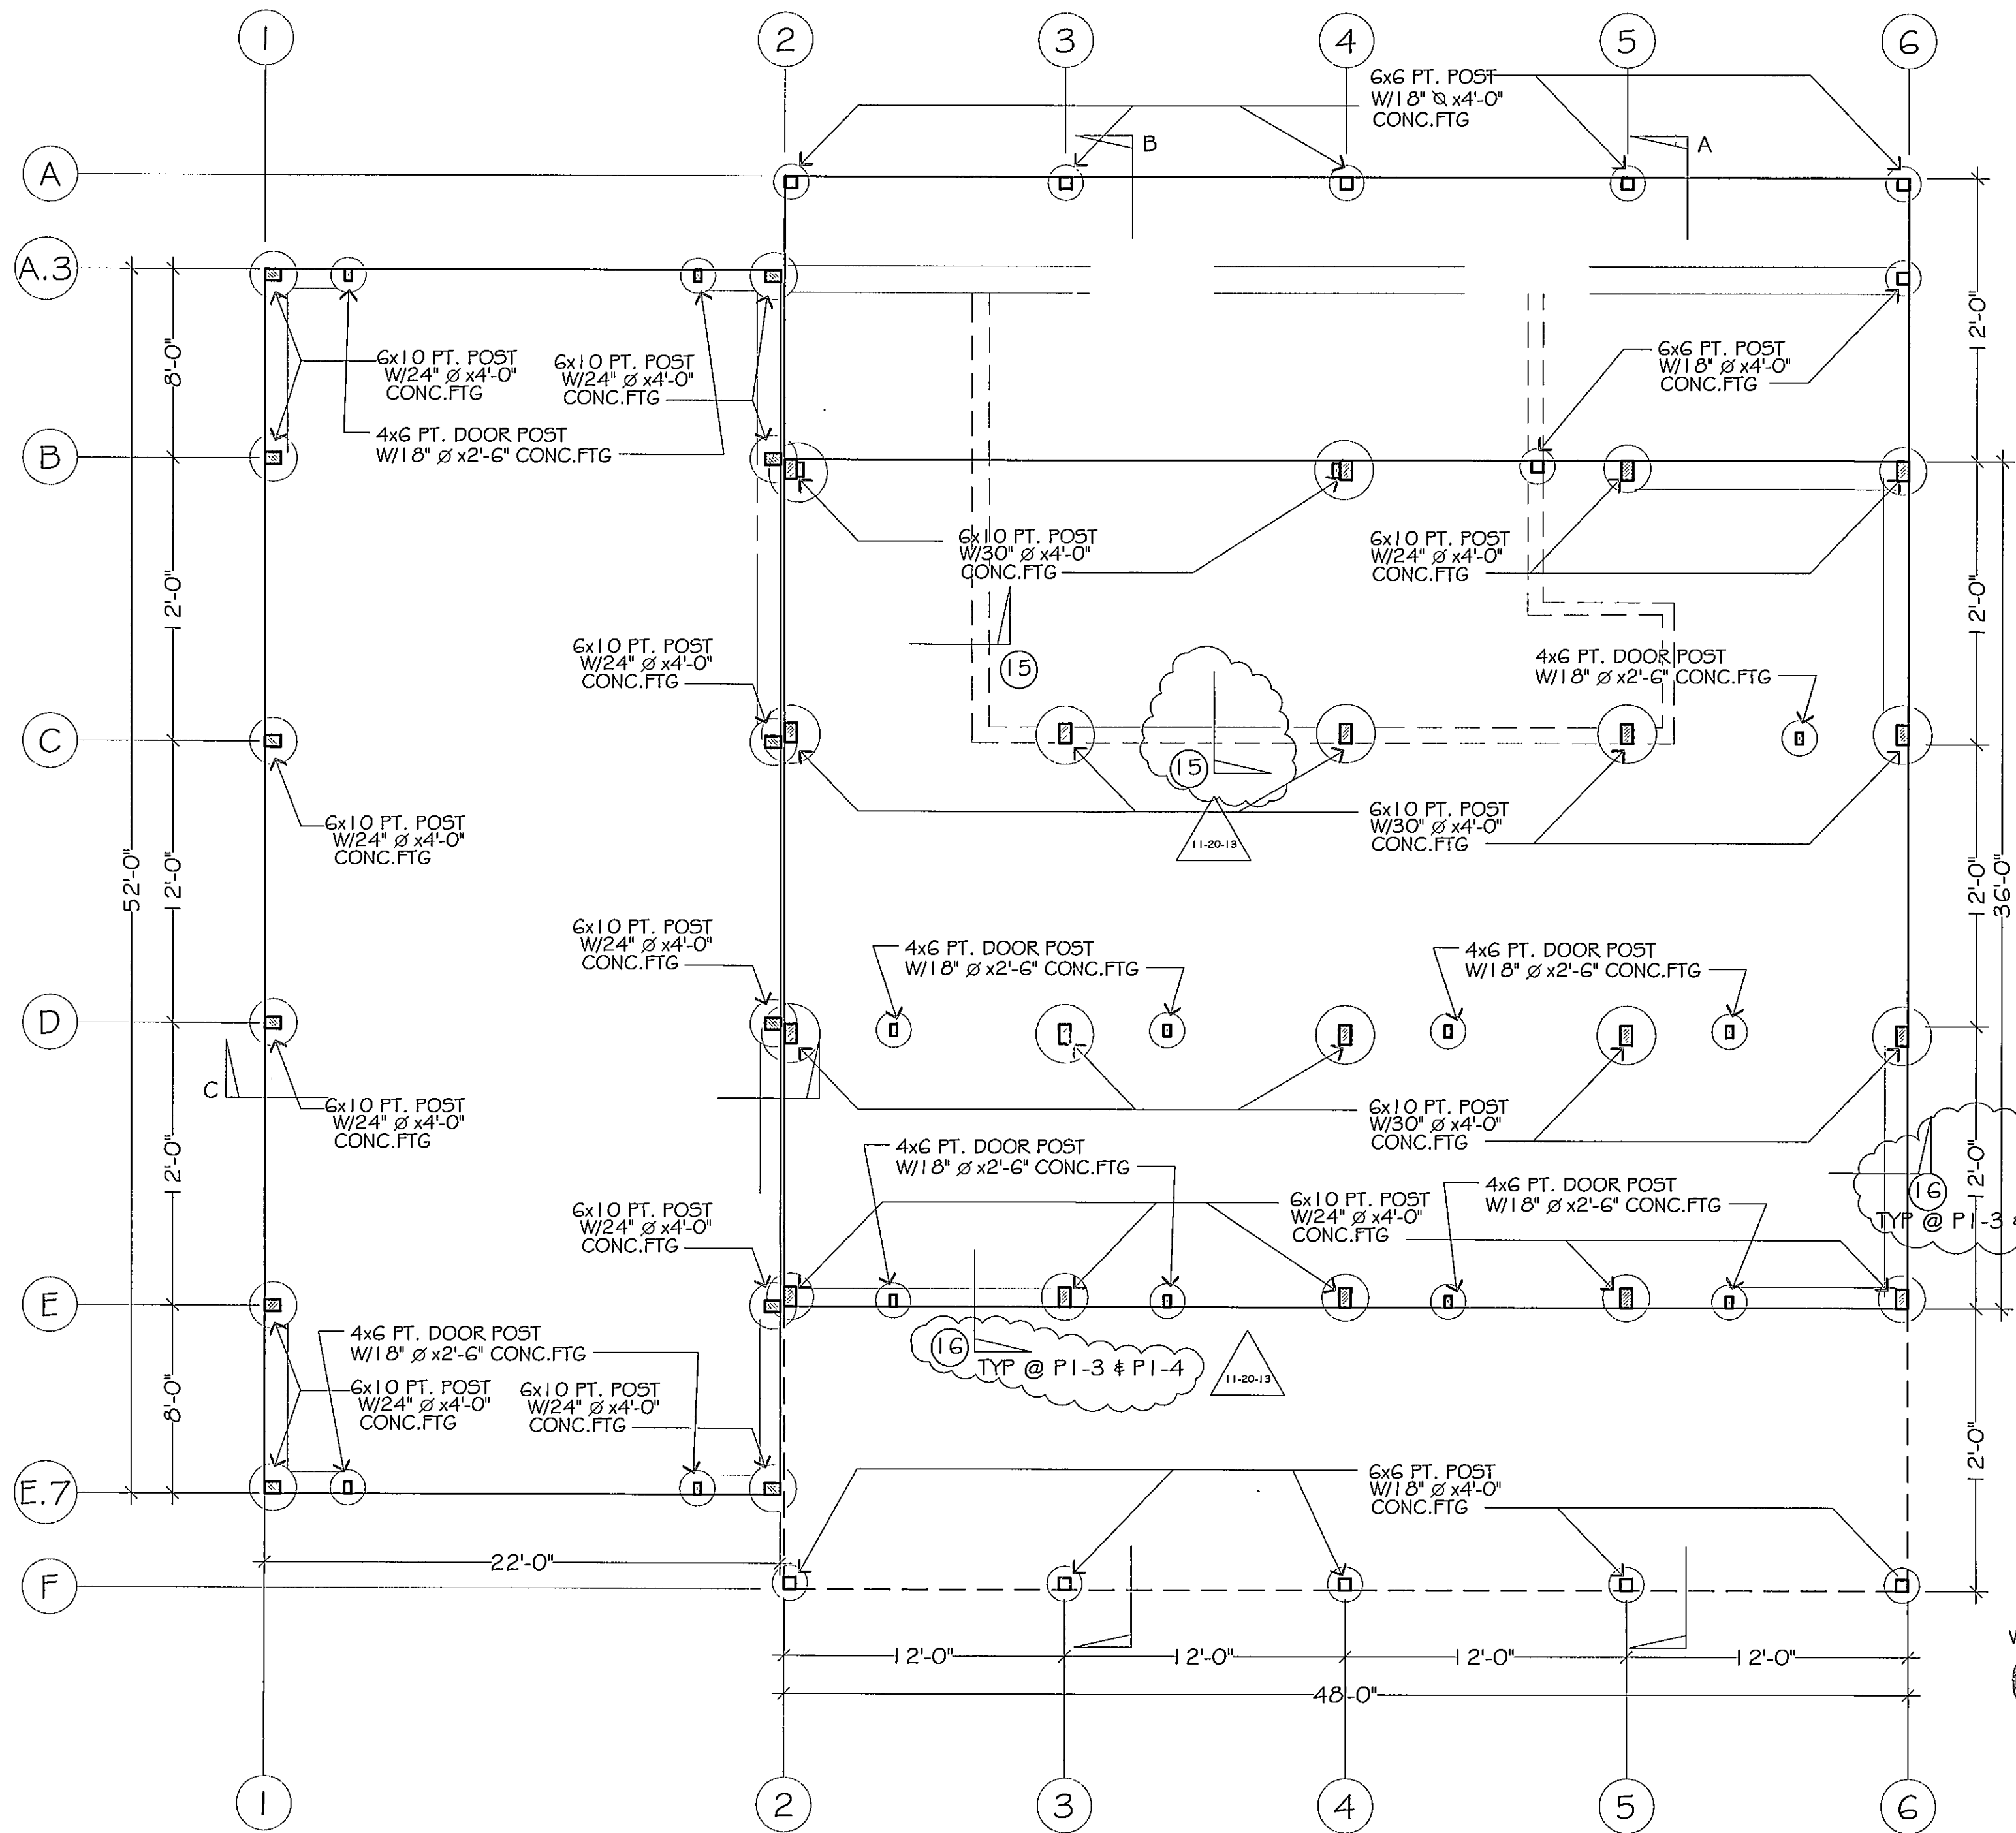 1
2
3
4
5
6
6x6 PT. POST
W/18" Ø x4'-0"
CONC.FTG
B
A
A
A.3
6x10 PT. POST
W/24" Ø x4'-0"
CONC.FTG
6x10 PT. POST
W/24" Ø x4'-0"
CONC.FTG
6x6 PT. POST
W/18" Ø x4'-0"
CONC.FTG
8'-0"
12'-0"
4x6 PT. DOOR POST
W/18" Ø x2'-6" CONC.FTG
B
6x10 PT. POST
W/30" Ø x4'-0"
CONC.FTG
6x10 PT. POST
W/24" Ø x4'-0"
CONC.FTG
12'-0"
12'-0"
6x10 PT. POST
W/24" Ø x4'-0"
CONC.FTG
15
4x6 PT. DOOR POST
W/18" Ø x2'-6" CONC.FTG
C
15
6x10 PT. POST
W/24" Ø x4'-0"
CONC.FTG
6x10 PT. POST
W/30" Ø x4'-0"
CONC.FTG
11-20-13
52'-0"
12'-0"
12'-0"
36'-0"
6x10 PT. POST
W/24" Ø x4'-0"
CONC.FTG
4x6 PT. DOOR POST
W/18" Ø x2'-6" CONC.FTG
4x6 PT. DOOR POST
W/18" Ø x2'-6" CONC.FTG
D
C
6x10 PT. POST
W/24" Ø x4'-0"
CONC.FTG
6x10 PT. POST
W/30" Ø x4'-0"
CONC.FTG
12'-0"
12'-0"
4x6 PT. DOOR POST
W/18" Ø x2'-6" CONC.FTG
6x10 PT. POST
W/24" Ø x4'-0"
CONC.FTG
6x10 PT. POST
W/24" Ø x4'-0"
CONC.FTG
4x6 PT. DOOR POST
W/18" Ø x2'-6" CONC.FTG
16
TYP @ P1-3
E
4x6 PT. DOOR POST
W/18" Ø x2'-6" CONC.FTG
16
TYP @ P1-3 & P1-4
11-20-13
8'-0"
6x10 PT. POST
W/24" Ø x4'-0"
CONC.FTG
6x10 PT. POST
W/24" Ø x4'-0"
CONC.FTG
12'-0"
E.7
6x6 PT. POST
W/18" Ø x4'-0"
CONC.FTG
22'-0"
F
12'-0"
12'-0"
12'-0"
12'-0"
48'-0"
1
2
3
4
5
6